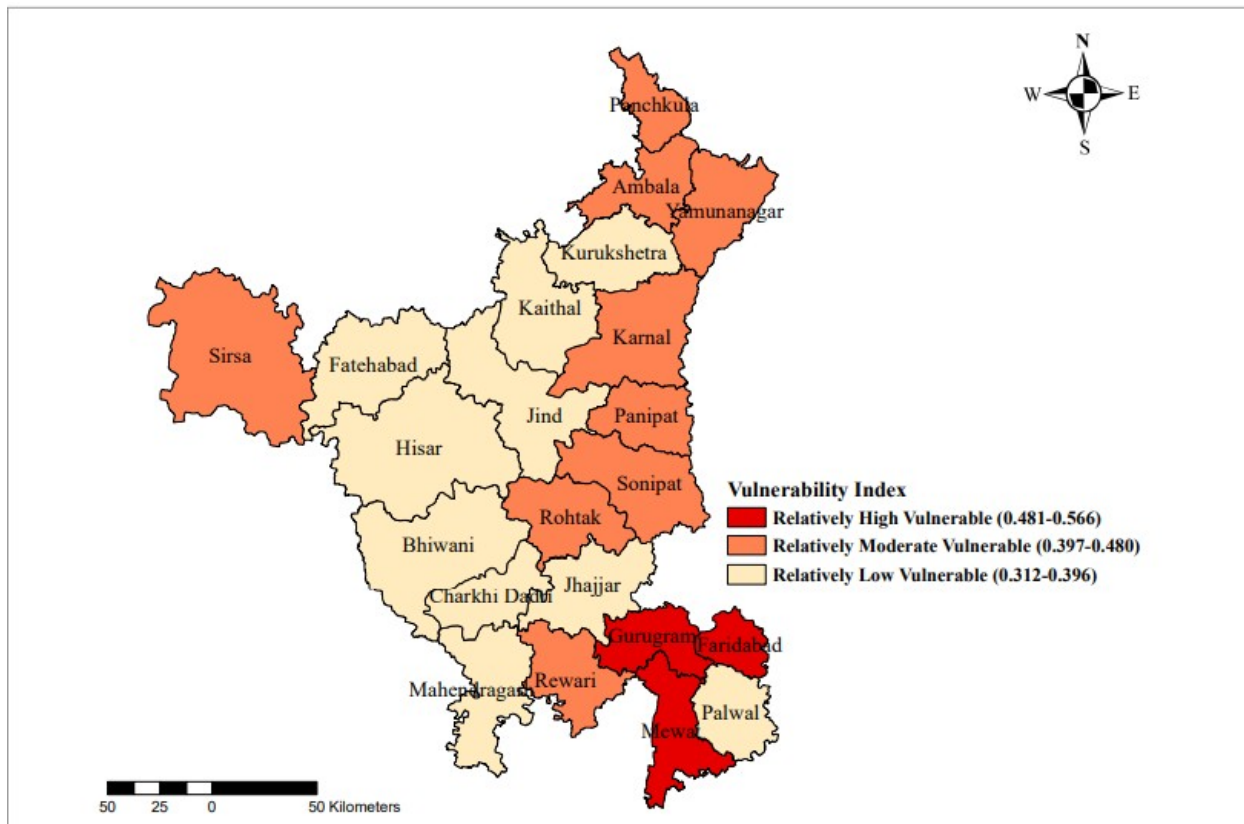 N
Panchkula
W E
S
Ambala
Yamunanagar
Kurukshetra
Kaithal
Karnal
Sirsa
Fatehabad
Jind
Panipat
Hisar
Sonipat
Vulnerability Index
Relatively High Vulnerable (0.481-0.566)
Rohtak
Bhiwani
Relatively Moderate Vulnerable (0.397-0.480)
Relatively Low Vulnerable (0.312-0.396)
Jhajjar
Charkhi Dadri
Gurugram
Faridabad
Rewari
Mahendragarh
Palwal
Mewat
50 25 0 50 Kilometers